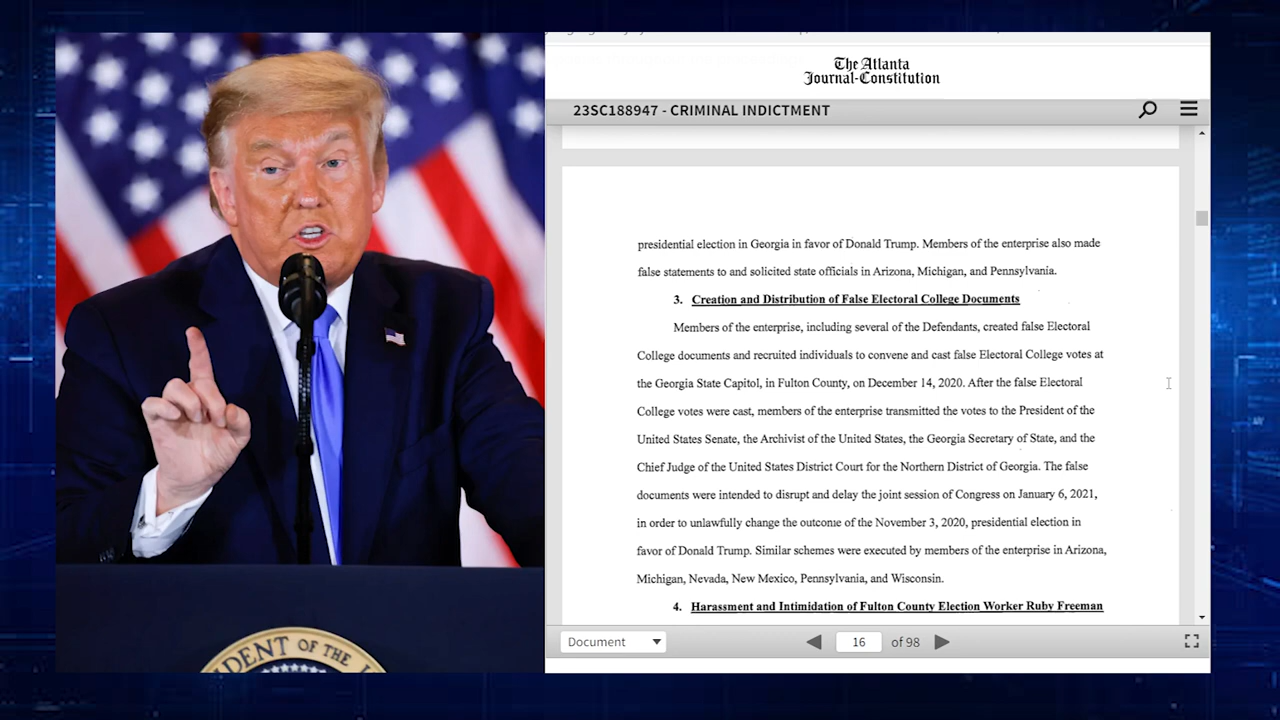 The Atlanta
Journal-Constitution
23SC188947 - CRIMINAL INDICTMENT
presidential election in Georgia in favor of Donald Trump. Members of the enterprise also made
false statements to and solicited state officials in Arizona, Michigan, and Pennsylvania.
3. Creation and Distribution of False Electoral College Documents
Members of the enterprise, including several of the Defendants, created false Electoral
College documents and recruited individuals to convene and cast false Electoral College votes at
the Georgia State Capitol, in Fulton County, on December 14, 2020. After the false Electoral
College votes were cast, members of the enterprise transmitted the votes to the President of the
United States Senate, the Archivist of the United States, the Georgia Secretary of State, and the
Chief Judge of the United States District Court for the Northern District of Georgia. The false
documents were intended to disrupt and delay the joint session of Congress on January 6, 2021,
in order to unlawfully change the outcome of the November 3, 2020, presidential election in
favor of Donald Trump. Similar schemes were executed by members of the enterprise in Arizona,
Michigan, Nevada, New Mexico, Pennsylvania, and Wisconsin.
4. Harassment and Intimidation of Fulton County Election Worker Ruby Freeman
Document
16 of 98
DENT OF THE